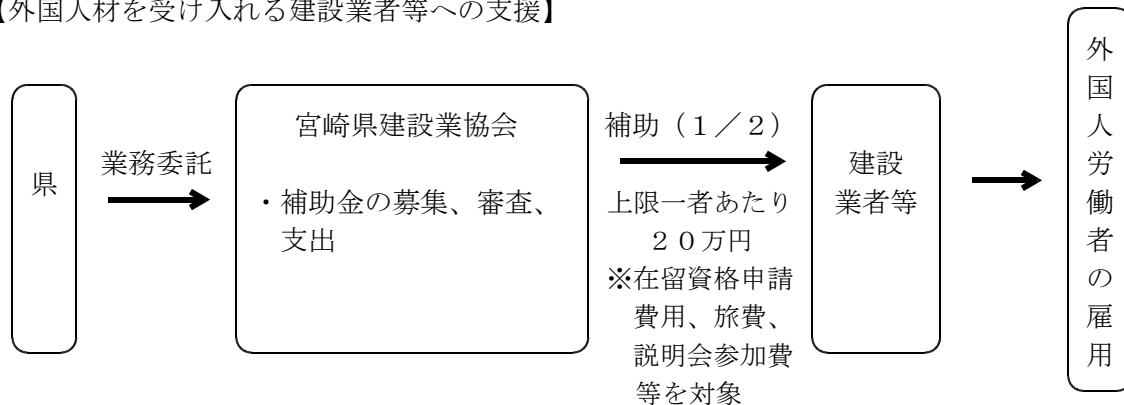 【外国人材を受け入れる建設業者等への支援】
県
業務委託
宮崎県建設業協会
・補助金の募集、審査、
支出
補助（１／２）
上限一者あたり
２０万円
※在留資格申請
費用、旅費、
説明会参加費
等を対象
建設
業者等
外国人労働者の雇用